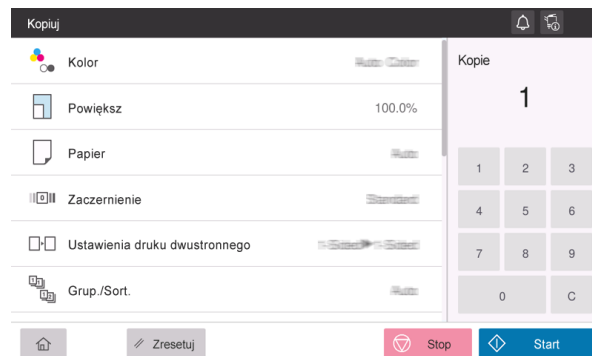 Kopiuj
Kolor
Powiększ 100.0%
Papier
Zaczernienie
Ustawienia druku dwustronnego
Grup./Sort.
Kopie
1
1 2 3
4 5 6
7 8 9
0 C
Zresetuj
Stop
Start